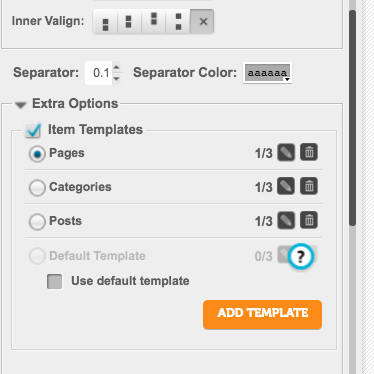 Inner Valign:
Separator: 0.1 Separator Color: aaaaaa
Extra Options
Item Templates
Pages 1/3
Categories 1/3
Posts 1/3
Default Template 0/3 ?
Use default template
ADD TEMPLATE